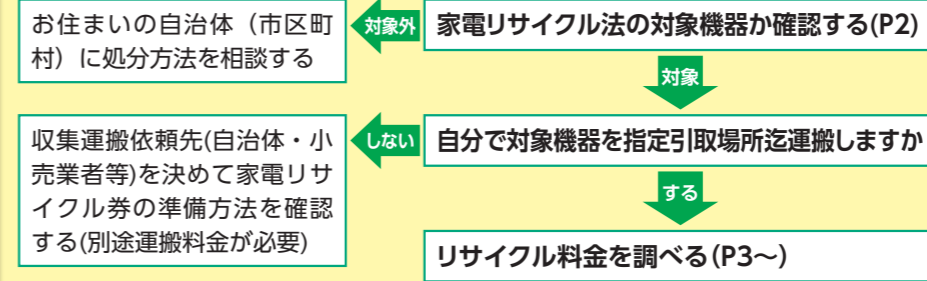 家電リサイクル法の対象機器か確認する(P2)
対象外
お住まいの自治体（市区町
村）に処分方法を相談する
対象
自分で対象機器を指定引取場所迄運搬しますか
しない
収集運搬依頼先(自治体・小
売業者等)を決めて家電リサ
イクル券の準備方法を確認
する(別途運搬料金が必要)
する
リサイクル料金を調べる(P3〜)